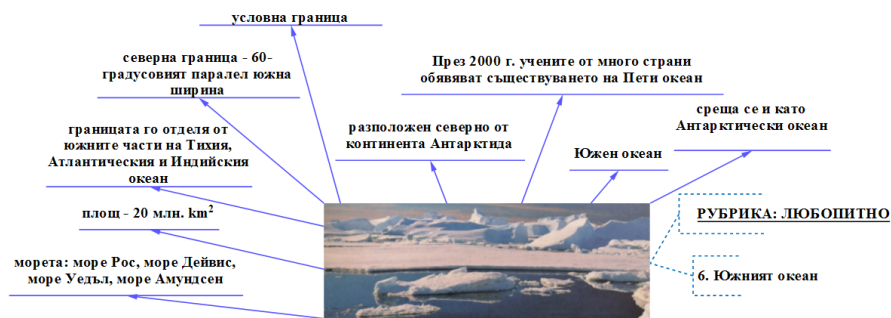 условна граница
северна граница - 60-
градусовият паралел южна
ширина
През 2000 г. учените от много страни
обявяват съществуването на Пети океан
среща се и като
Антарктически океан
границата го отделя от
южните части на Тихия,
Атлантическия и Индийския
океан
разположен северно от
континента Антарктида
Южен океан
площ - 20 млн. km²
РУБРИКА: ЛЮБОПИТНО
морета: море Рос, море Дейвис,
море Уедъл, море Амундсен
6. Южният океан